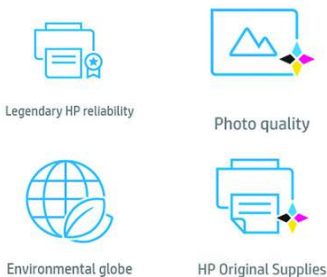 Legendary HP reliability
Photo quality
Environmental globe
HP Original Supplies